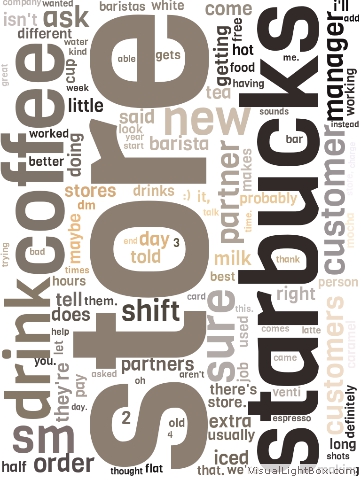 company
wanted
isn't
ask
different
water
kind
cup
week
little
great
coffee
worked
better
doing
bad
trying
drink
stores
dm
maybe
times
hours
tell
them.
does
help
let
you.
they're
pay
day.
sm
half
order
baristas
white
store
able
gets
said
look
year
start
new
barista
drinks
:) it,
talk
end
day
3
told
shift
card
partners
asked
oh
aren't
2
old
4
thought
flat
come
free
getting
hot
food
having
tea
partner
makes
time.
probably
milk
best
sure
job
used
this.
there's
store.
extra
usually
iced
that.
we've
starbucks
me.
sounds
bar
thank
right
comes
latte
came
venti
espresso
i'll
add
manager
working
instead
customer
mocha
person
customers
caramel
definitely
long
shots
making
VisualLightBox.com